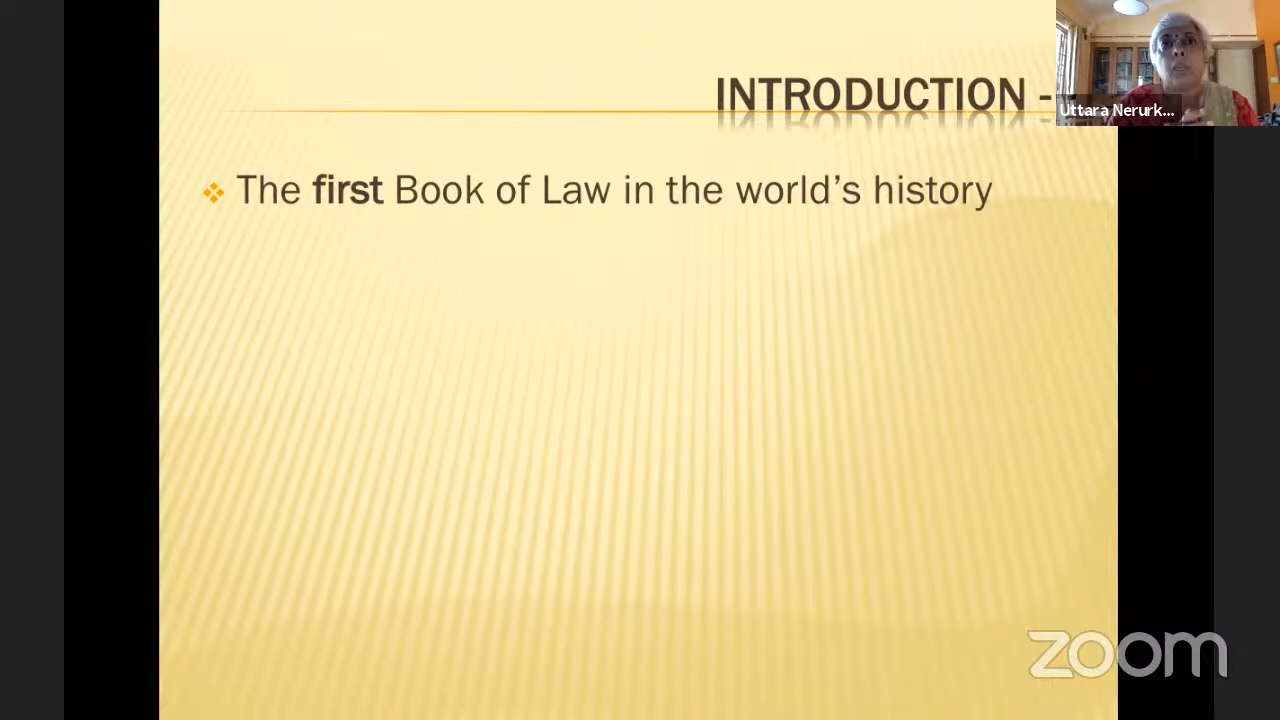 INTRODUCTION -
Uttara Nerurk...
❖ The first Book of Law in the world’s history
zoom